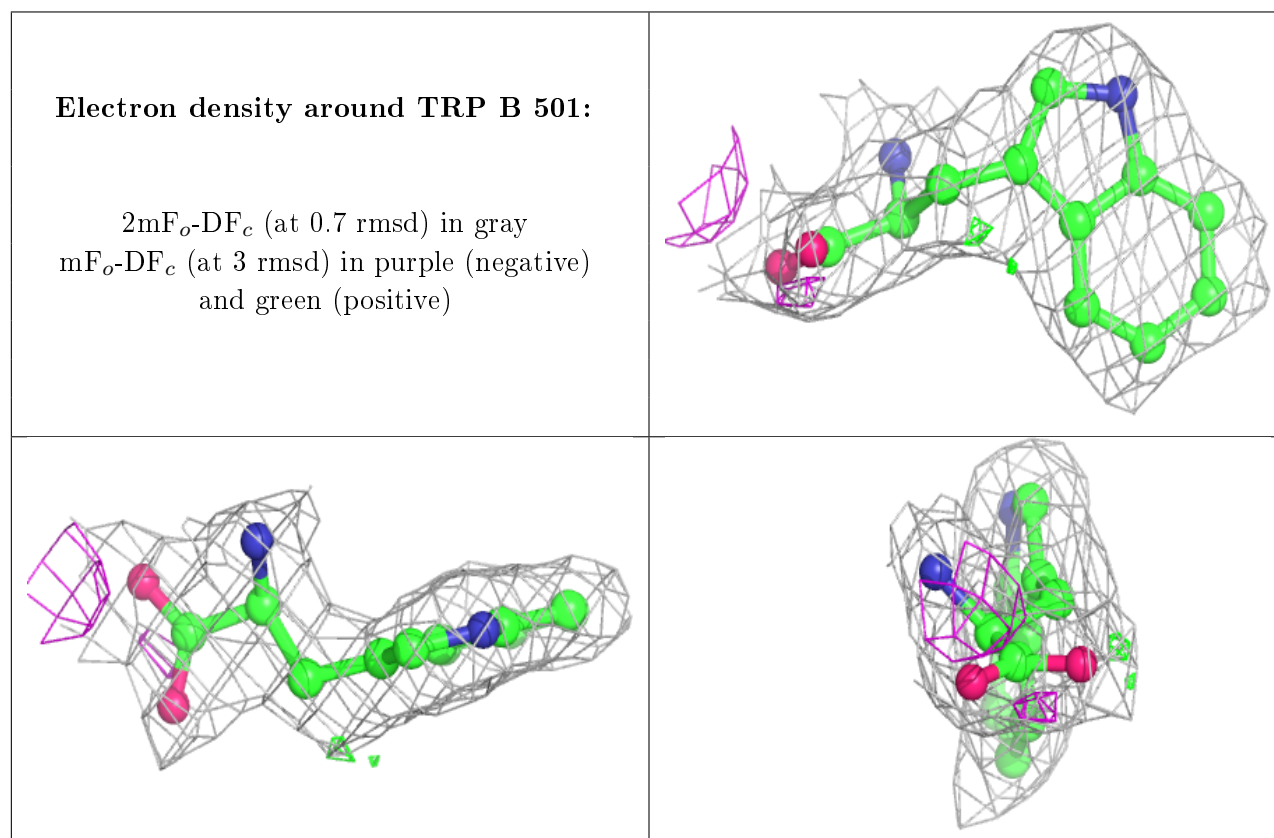 Electron density around TRP B 501:
2mFₒ-DF𝒸 (at 0.7 rmsd) in gray
mFₒ-DF𝒸 (at 3 rmsd) in purple (negative)
and green (positive)